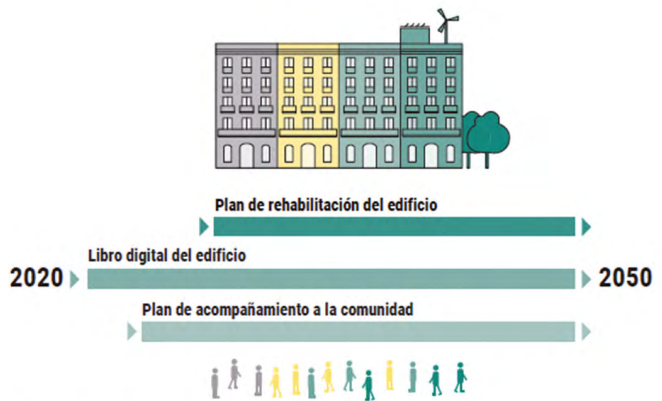 Plan de rehabilitación del edificio
Libro digital del edificio
2020
2050
Plan de acompañamiento a la comunidad